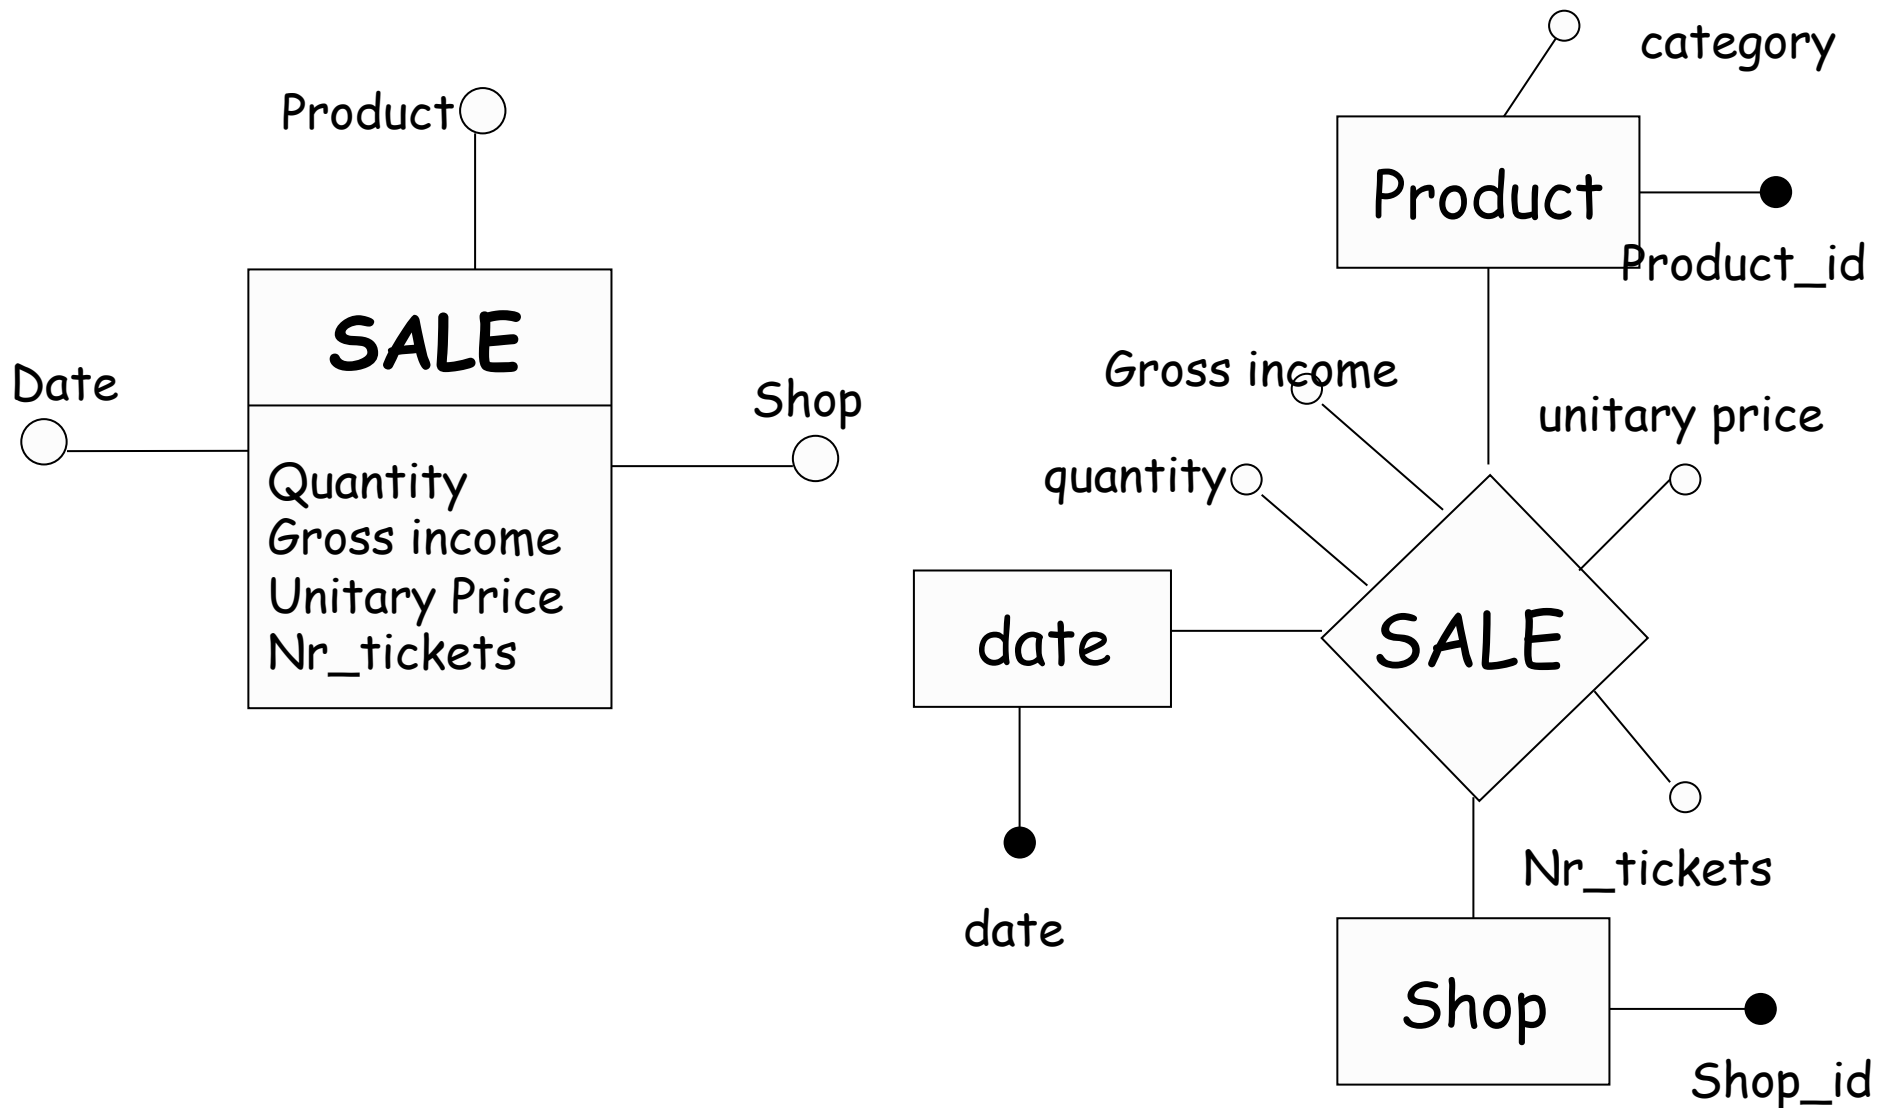 Product
SALE
Date
Shop
Quantity
Gross income
Unitary Price
Nr_tickets
category
Product
Product_id
Gross income
unitary price
quantity
date
SALE
Nr_tickets
date
Shop
Shop_id